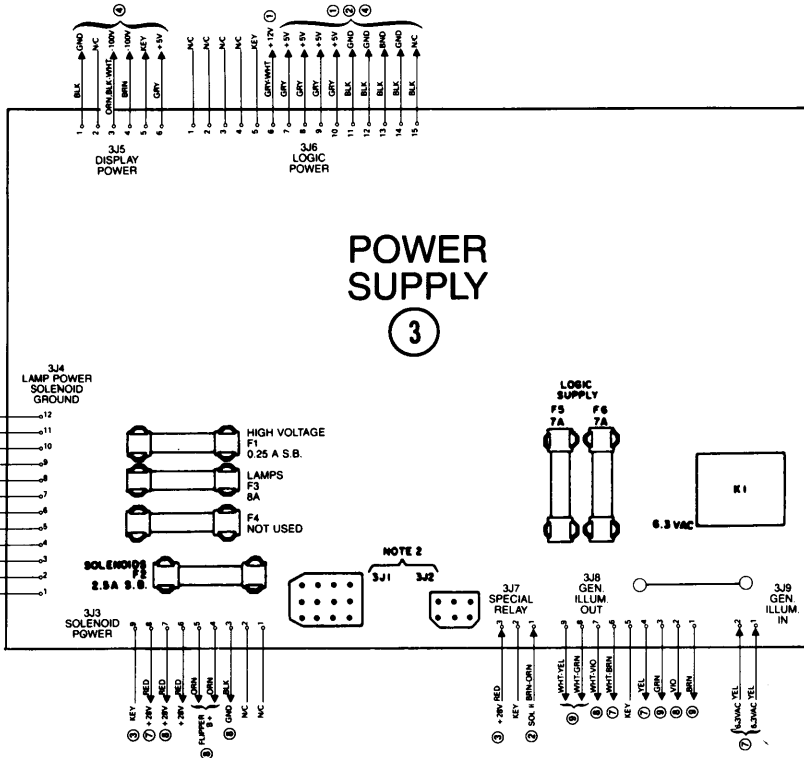 ④
GND
N/C
-100V
-100V
KEY
+5V
BLK
ORN,BLK-WHT
BRN
GRY
1
2
3
4
5
6
3J5
DISPLAY
POWER
N/C
N/C
N/C
N/C
KEY
+12V ①
① ② ④
+5V
+5V
+5V
+5V
GND
GND
BND
GND
N/C
GRY-WHT
GRY
GRY
GRY
GRY
BLK
BLK
BLK
BLK
BLK
1
2
3
4
5
6
7
8
9
10
11
12
13
14
15
3J6
LOGIC
POWER
POWER
SUPPLY
3
3J4
LAMP POWER
SOLENOID
GROUND
12
11
10
9
8
7
6
5
4
3
2
1
HIGH VOLTAGE
F1
0.25 A S.B.
LAMPS
F3
8A
F4
NOT USED
SOLENOIDS
2.5A S.B.
LOGIC
SUPPLY
F5
7A
F6
7A
K1
6.3 VAC
NOTE 2
3J1 3J2
3J3
SOLENOID
POWER
9
8
7
6
5
4
3
2
1
③ KEY
⑦ +28V RED
⑧ +28V RED
+28V RED
⑧ FLIPPER B+
ORN
ORN
⑧ GND BLK
N/C
N/C
3J7
SPECIAL
RELAY
3
2
1
③ +28V RED
KEY
② SOL II BRN-ORN
3J8
GEN.
ILLUM.
OUT
9
8
7
6
5
4
3
2
1
WHT-YEL
WHT-GRN
⑨
⑧ WHT-VIO
⑦ WHT-BRN
KEY
⑦ YEL
⑨ GRN
⑧ VIO
⑨ BRN
3J9
GEN.
ILLUM.
IN
2
1
6.3VAC YEL
6.3VAC YEL
⑦